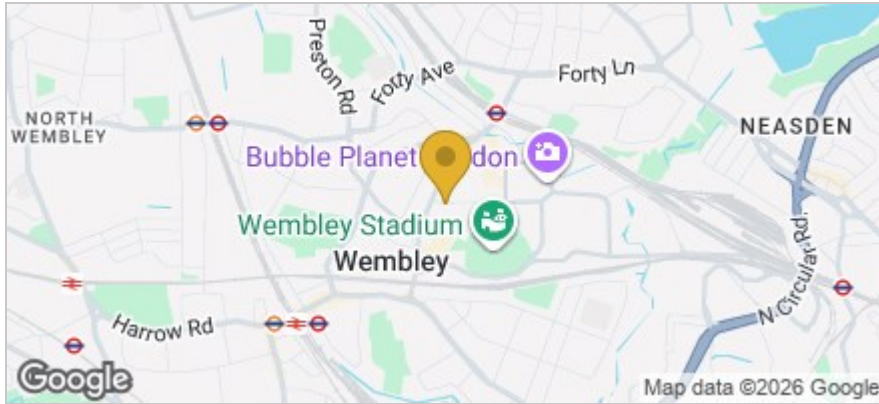 Preston Rd
Forty Ave
Forty Ln
NORTH
WEMBLEY
NEASDEN
Bubble Planet
Wembley Stadium
Wembley
N Circular Rd
Harrow Rd
Google
Map data ©2026 Google